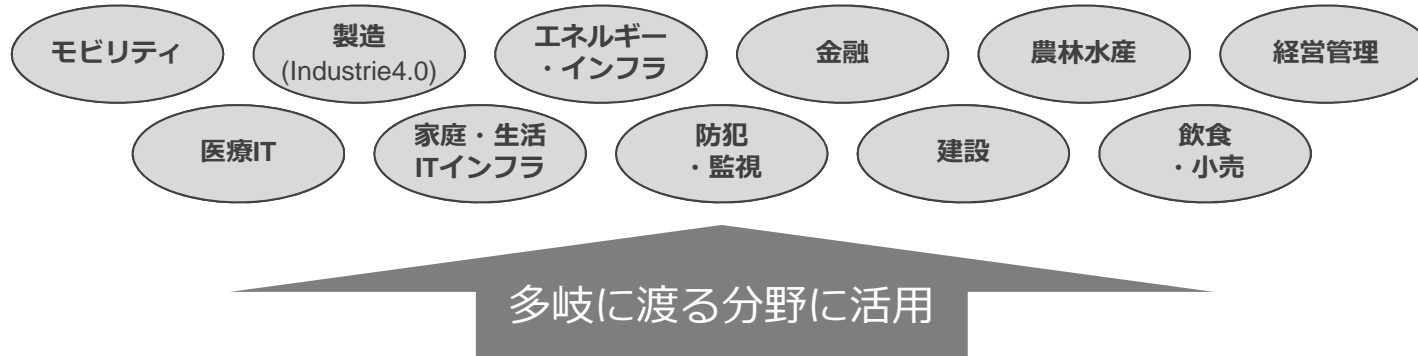 モビリティ
製造
(Industrie4.0)
エネルギー
・インフラ
金融
農林水産
経営管理
医療IT
家庭・生活
ITインフラ
防犯
・監視
建設
飲食
・小売
多岐に渡る分野に活用